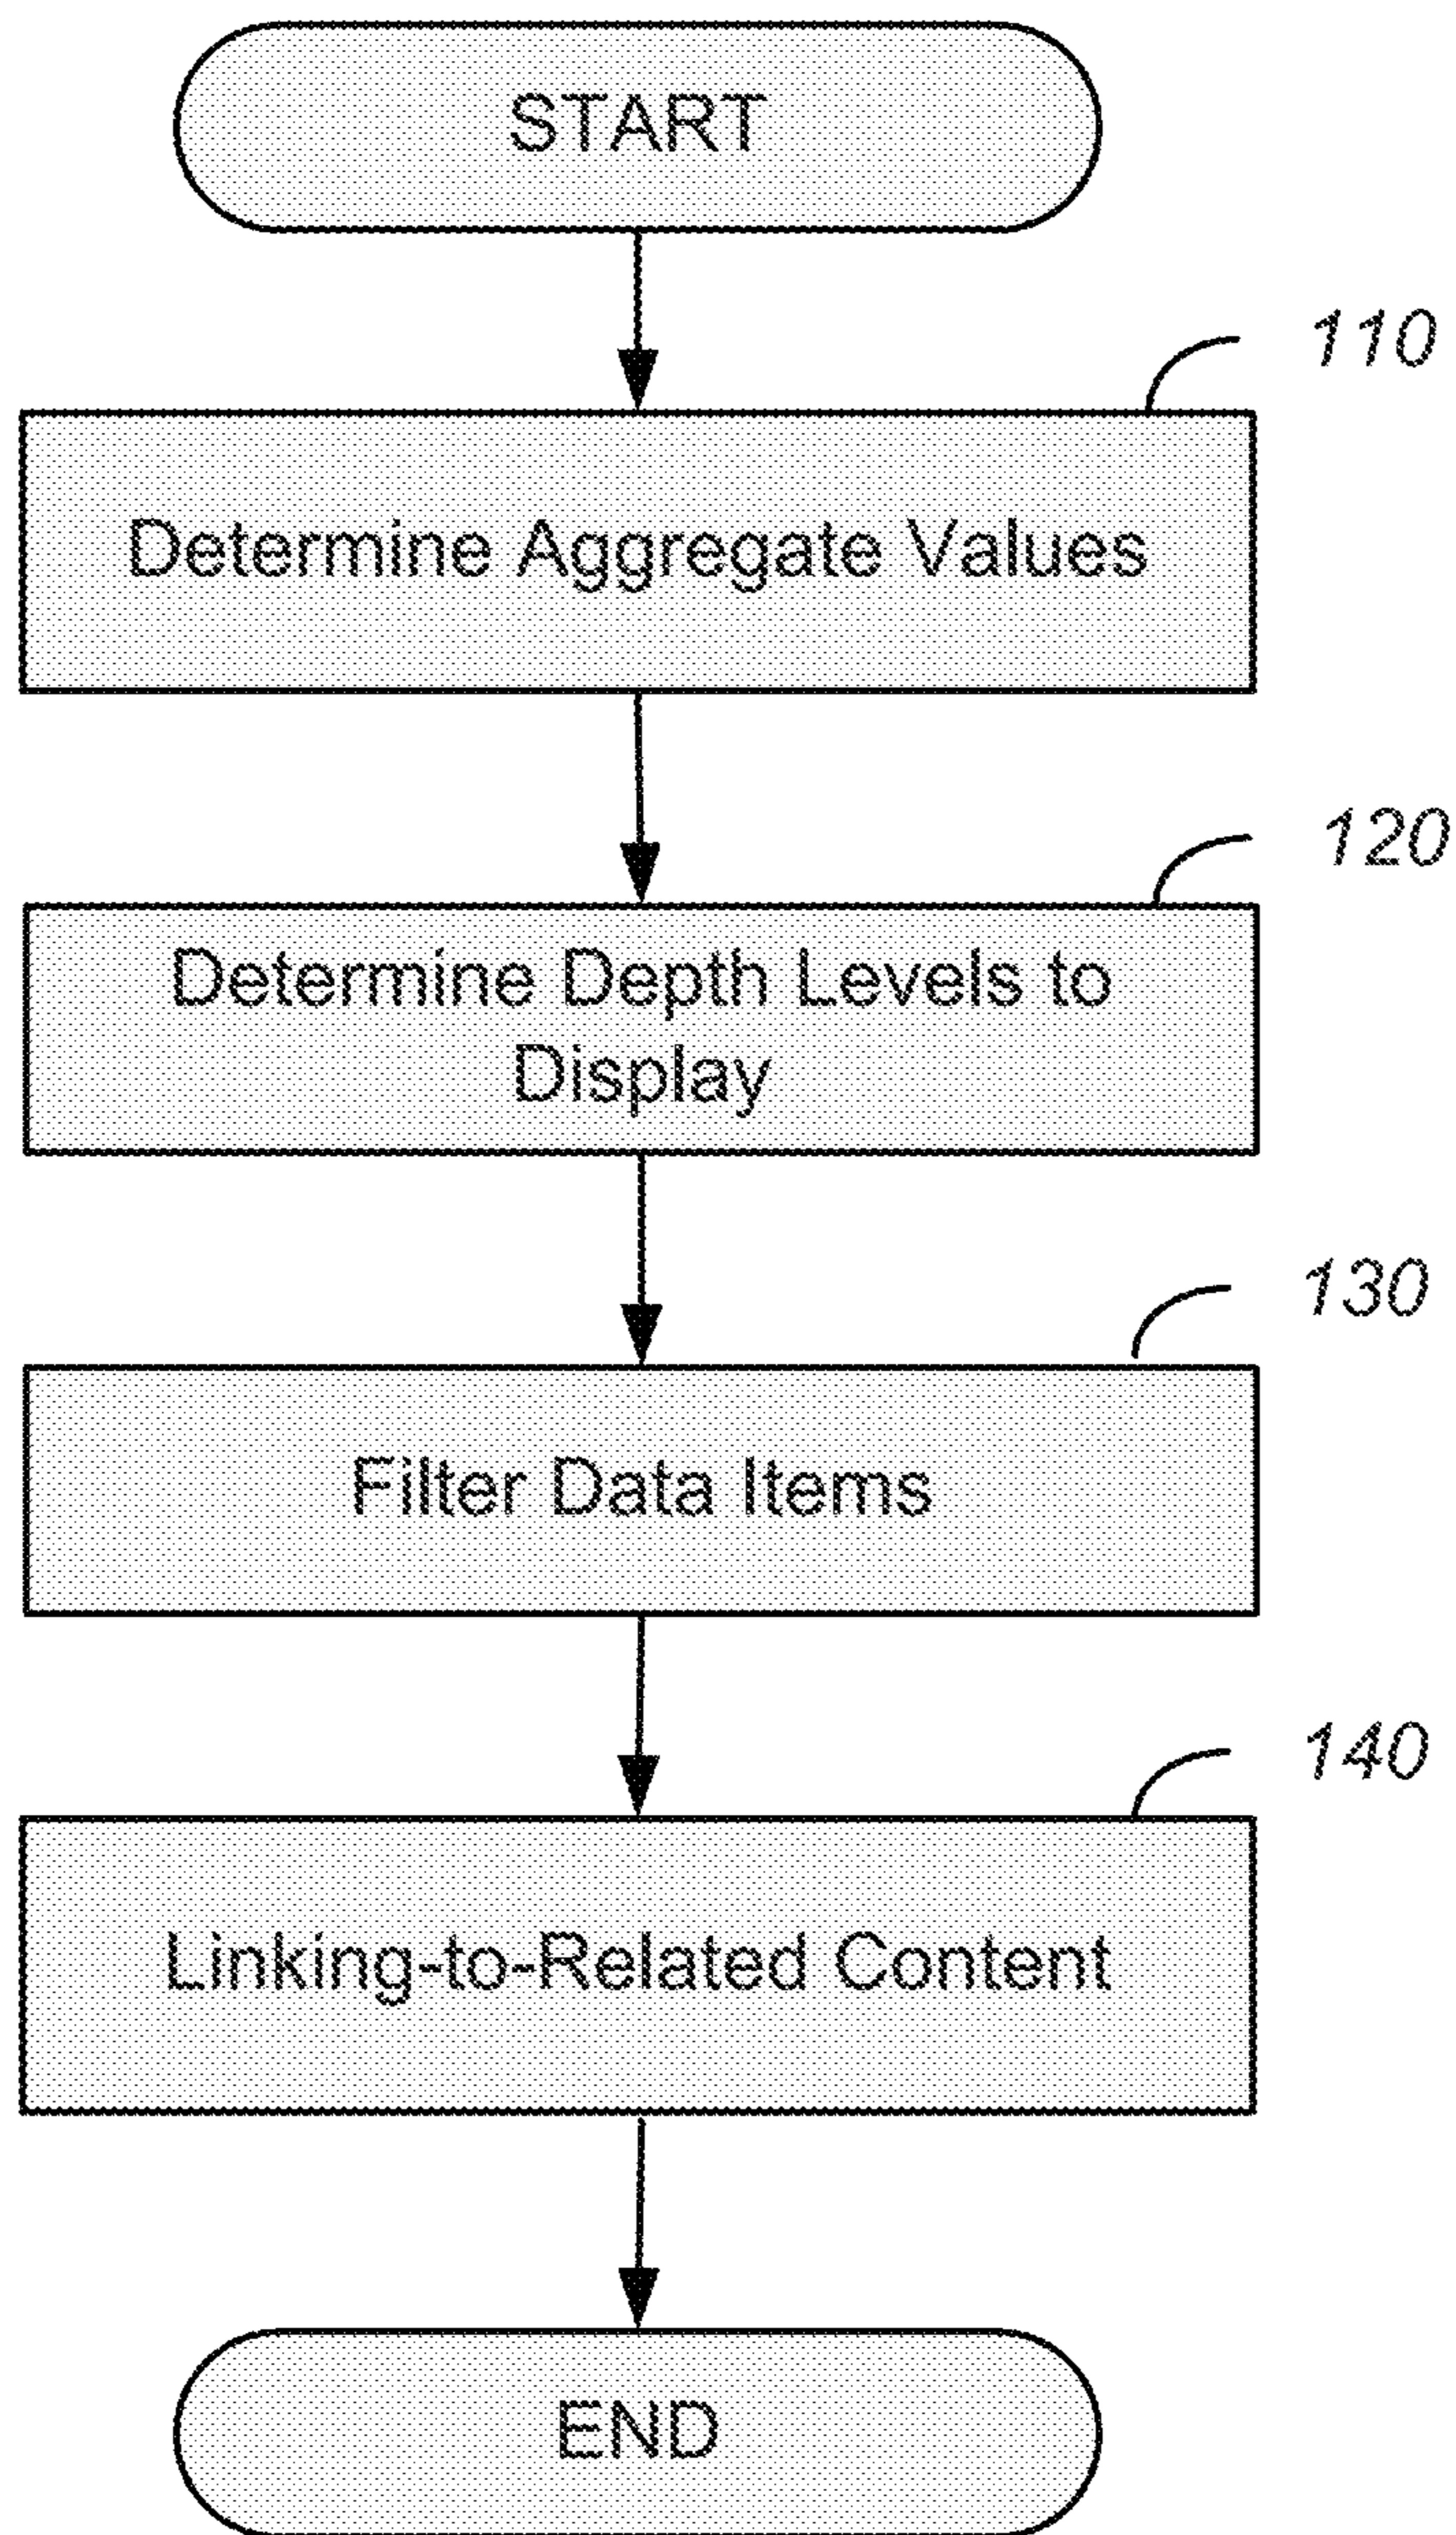 START
110
Determine Aggregate Values
120
Determine Depth Levels to
Display
130
Filter Data Items
140
Linking-to-Related Content
END